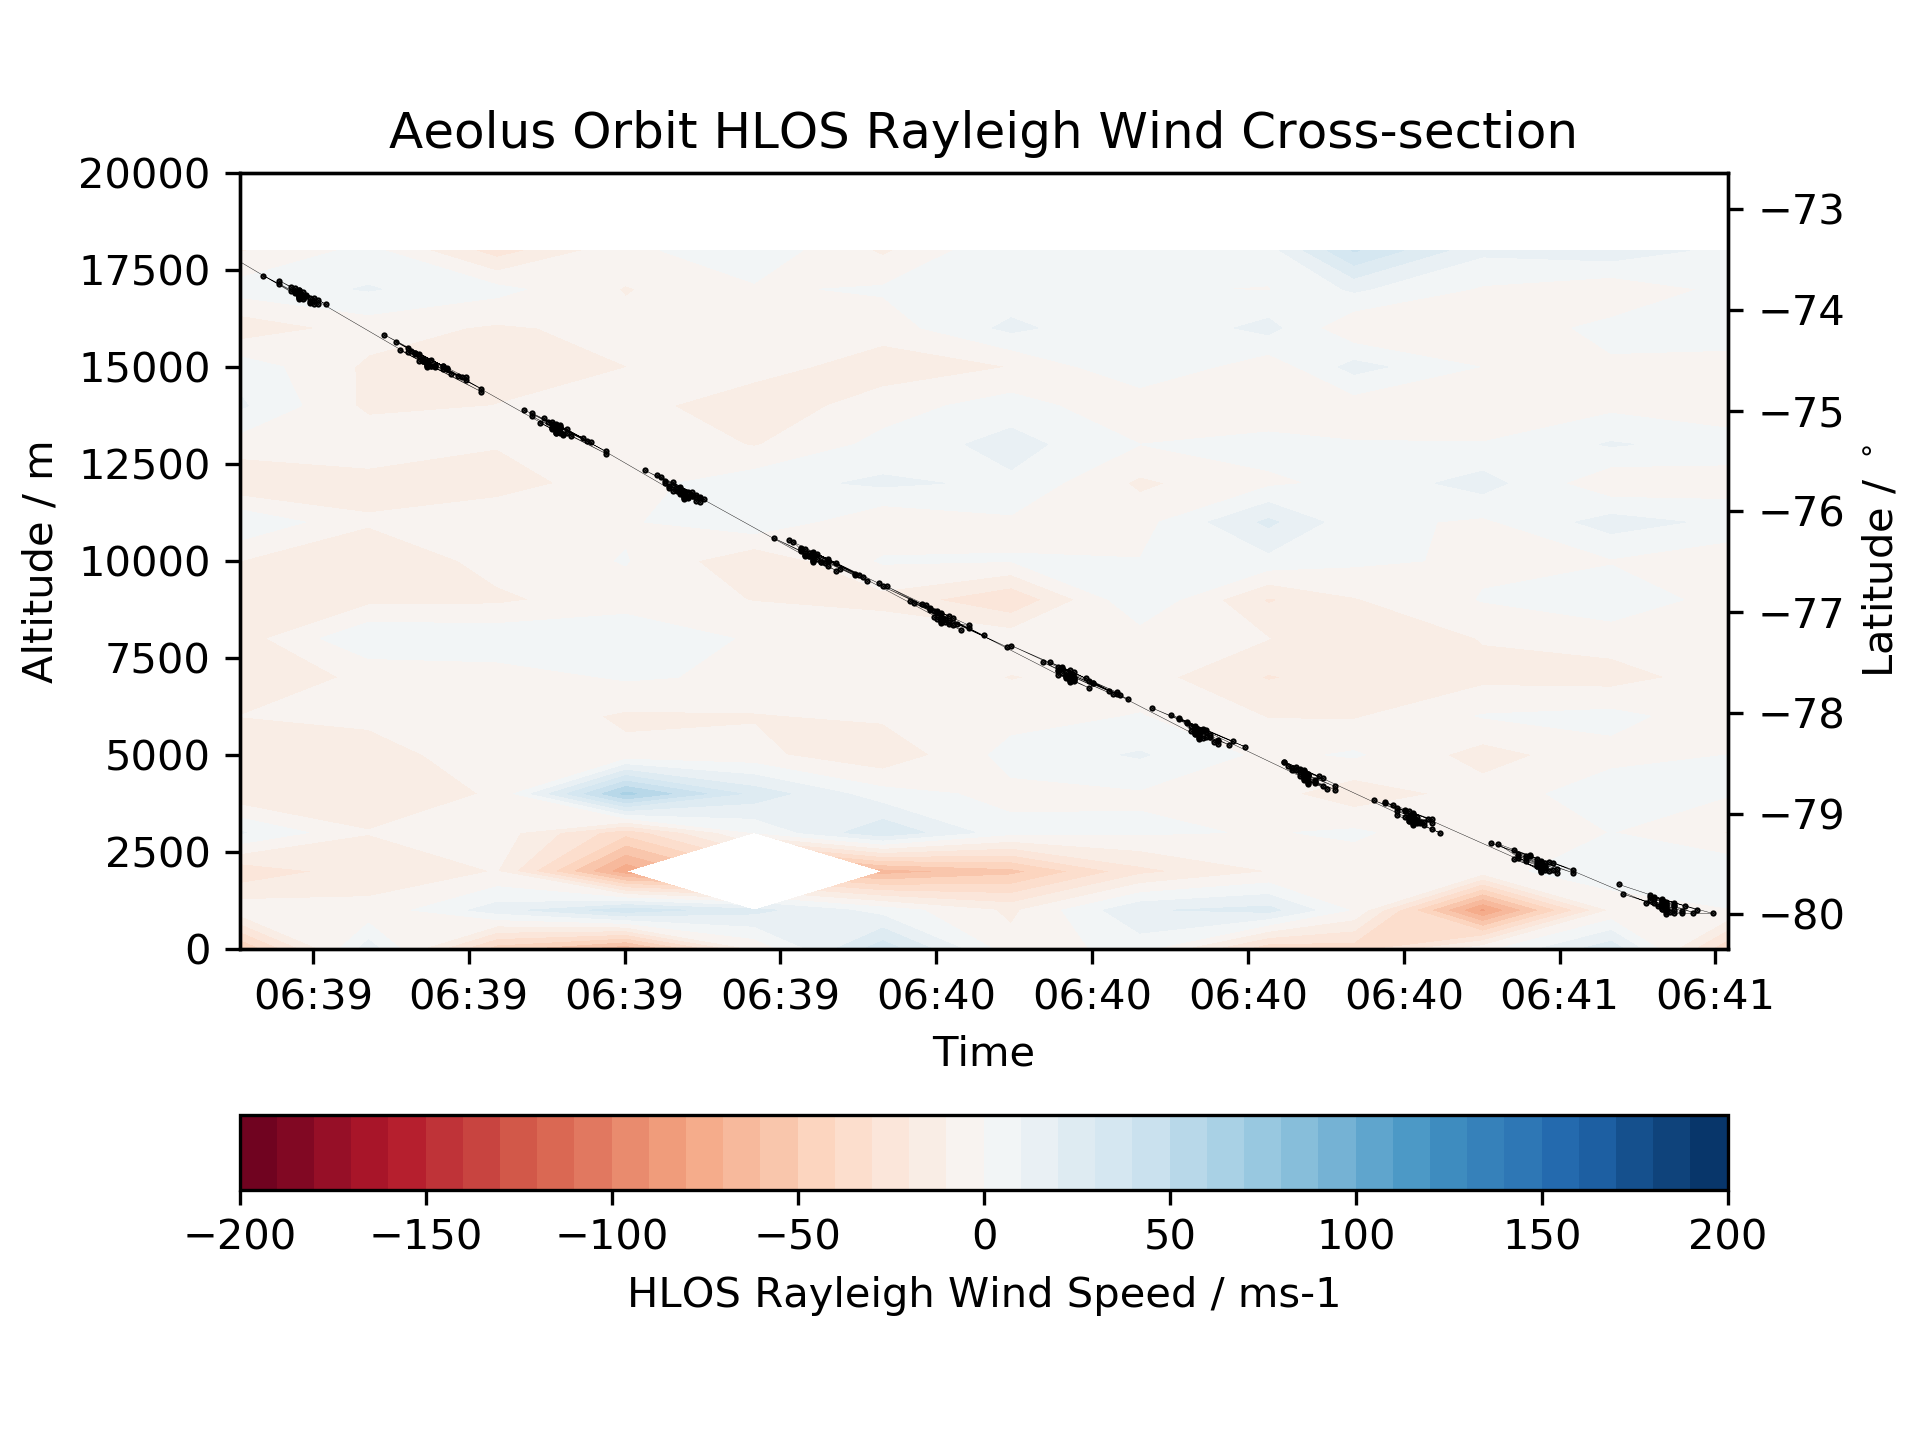 Aeolus Orbit HLOS Rayleigh Wind Cross-section
20000
17500
15000
12500
10000
7500
5000
2500
0
Altitude / m
−73
−74
−75
−76
−77
−78
−79
−80
Latitude / °
06:39 06:39 06:39 06:39 06:40 06:40 06:40 06:40 06:41 06:41
Time
−200 −150 −100 −50 0 50 100 150 200
HLOS Rayleigh Wind Speed / ms-1